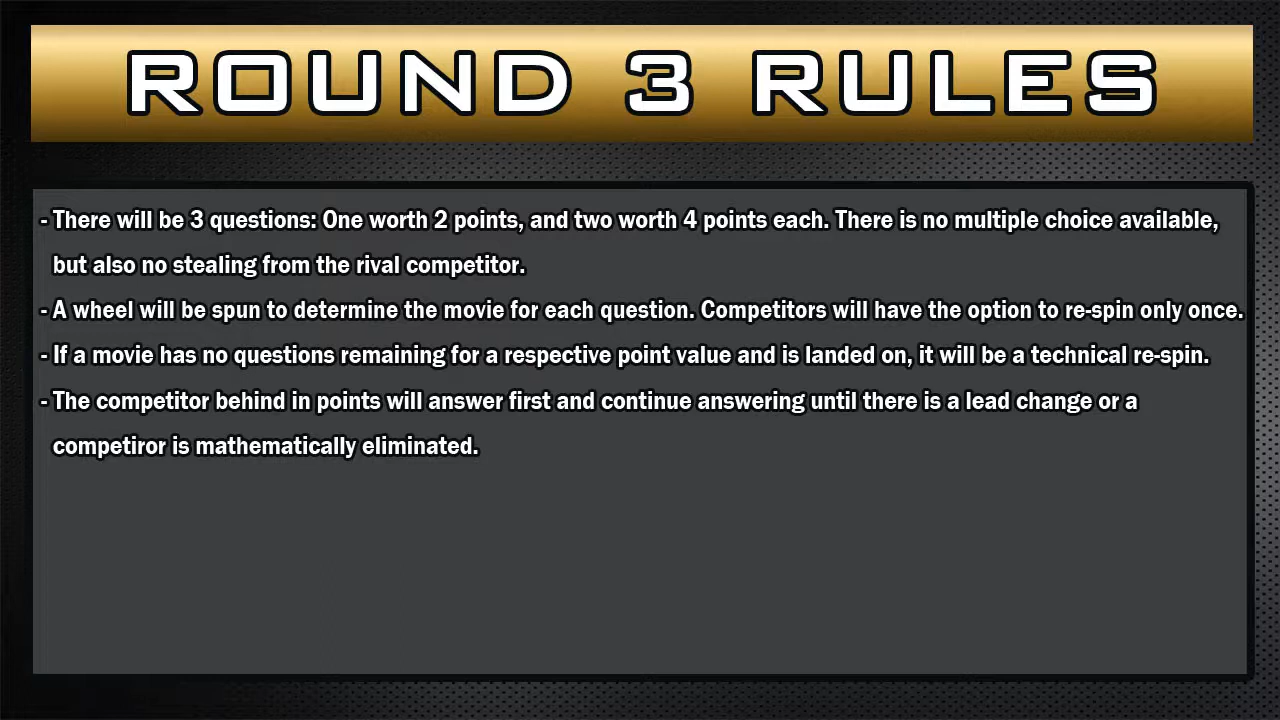 ROUND 3 RULES
- There will be 3 questions: One worth 2 points, and two worth 4 points each. There is no multiple choice available,
but also no stealing from the rival competitor.
- A wheel will be spun to determine the movie for each question. Competitors will have the option to re-spin only once.
- If a movie has no questions remaining for a respective point value and is landed on, it will be a technical re-spin.
- The competitor behind in points will answer first and continue answering until there is a lead change or a
competiror is mathematically eliminated.